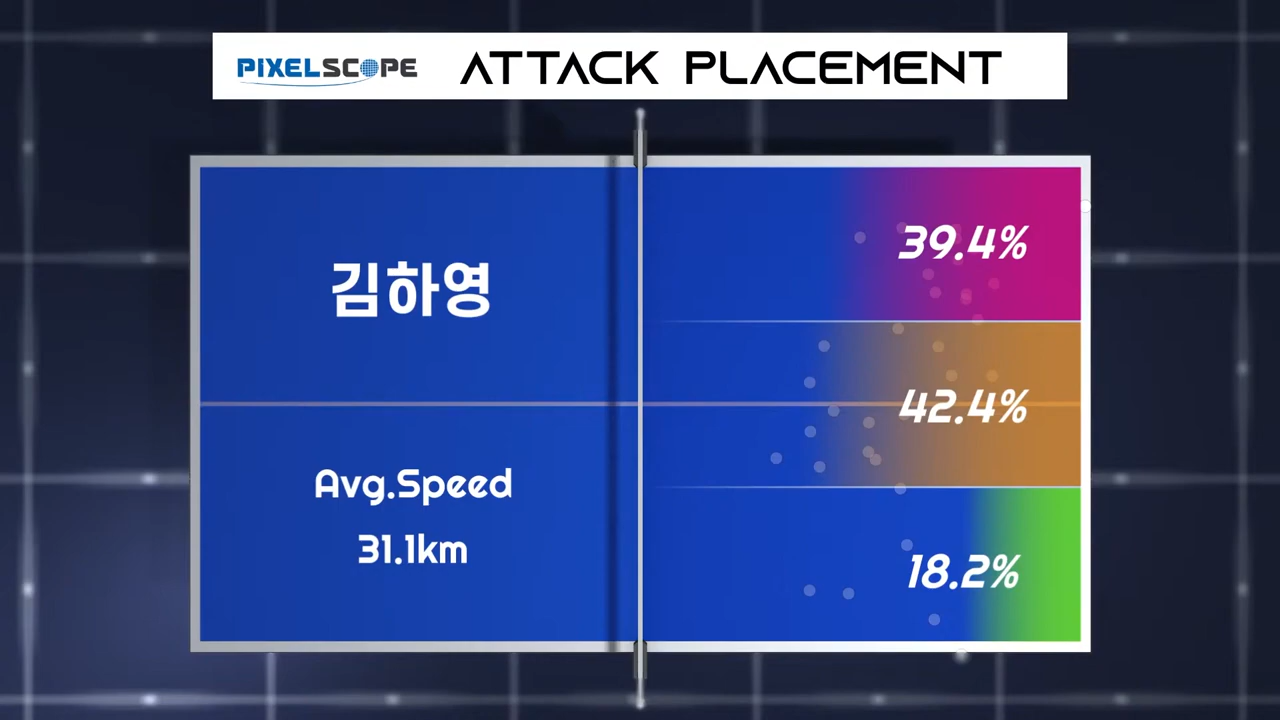 PIXELSCOPE ATTACK PLACEMENT
김하영
Avg.Speed
31.1km
39.4%
42.4%
18.2%